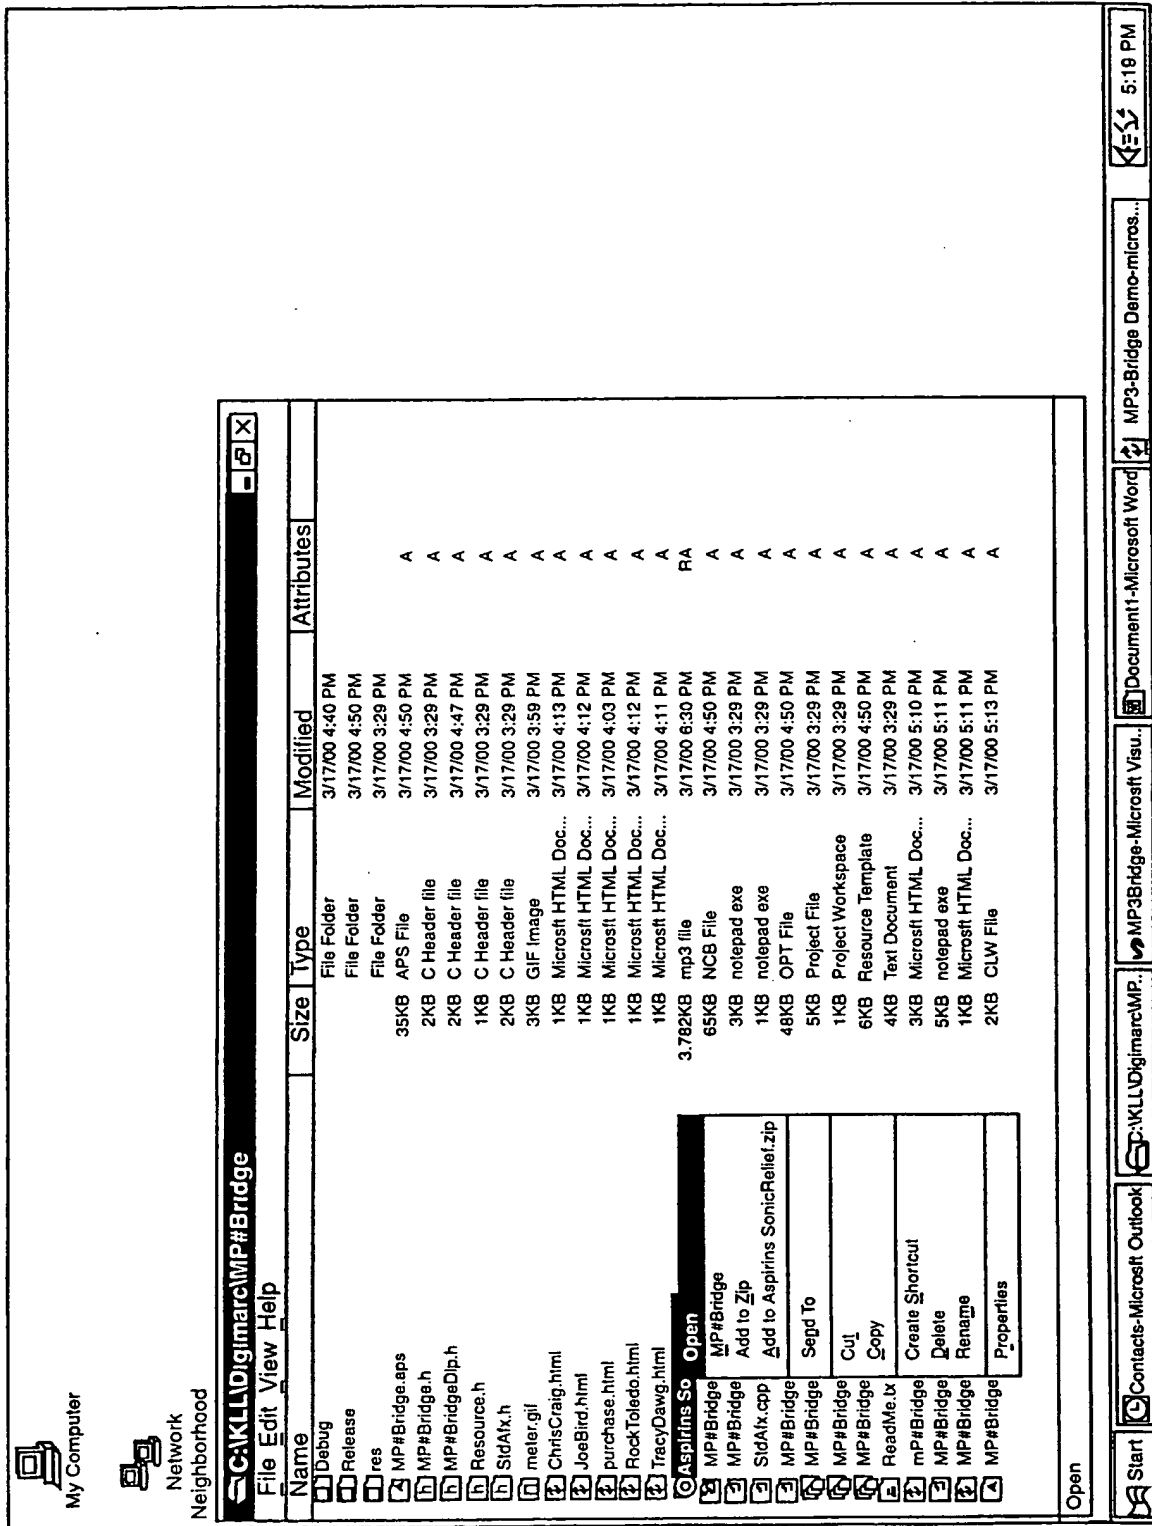 My Computer
Network
Neighborhood
C:\KLL\Digimarc\MP#Bridge
File Edit View Help
Name Size Type Modified Attributes
Debug File Folder 3/17/00 4:40 PM
Release File Folder 3/17/00 4:50 PM
res File Folder 3/17/00 3:29 PM
MP#Bridge.aps 35KB APS File 3/17/00 4:50 PM A
MP#Bridge.h 2KB C Header file 3/17/00 3:29 PM A
MP#BridgeDlp.h 2KB C Header file 3/17/00 4:47 PM A
Resource.h 1KB C Header file 3/17/00 3:29 PM A
StdAfx.h 2KB C Header file 3/17/00 3:29 PM A
meter.gif 3KB GIF Image 3/17/00 3:59 PM A
ChrisCraig.html 1KB Microsft HTML Doc... 3/17/00 4:13 PM A
JoeBird.html 1KB Microsft HTML Doc... 3/17/00 4:12 PM A
purchase.html 1KB Microsft HTML Doc... 3/17/00 4:03 PM A
RockToledo.html 1KB Microsft HTML Doc... 3/17/00 4:12 PM A
TracyDawg.html 1KB Microsft HTML Doc... 3/17/00 4:11 PM A
Aspirins So Open 3.782KB mp3 file 3/17/00 6:30 PM RA
MP#Bridge MP#Bridge 65KB NCB File 3/17/00 4:50 PM A
MP#Bridge Add to Zip 3KB notepad exe 3/17/00 3:29 PM A
StdAfx.cpp Add to Aspirins SonicRelief.zip 1KB notepad exe 3/17/00 3:29 PM A
MP#Bridge 48KB OPT File 3/17/00 4:50 PM A
MP#Bridge Send To 5KB Project File 3/17/00 3:29 PM A
MP#Bridge Cut 1KB Project Workspace 3/17/00 3:29 PM A
MP#Bridge Copy 6KB Resource Template 3/17/00 4:50 PM A
ReadMe.tx 4KB Text Document 3/17/00 3:29 PM A
mP#Bridge Create Shortcut 3KB Microsft HTML Doc... 3/17/00 5:10 PM A
MP#Bridge Delete 5KB notepad exe 3/17/00 5:11 PM A
MP#Bridge Rename 1KB Microsft HTML Doc... 3/17/00 5:11 PM A
MP#Bridge Properties 2KB CLW File 3/17/00 5:13 PM A
Open
Start Contacts-Microsft Outlook C:\KLL\Digimarc\MP.. MP3Bridge-Microsft Visu.. Document1-Microsoft Word MP3-Bridge Demo-micros... 5:19 PM